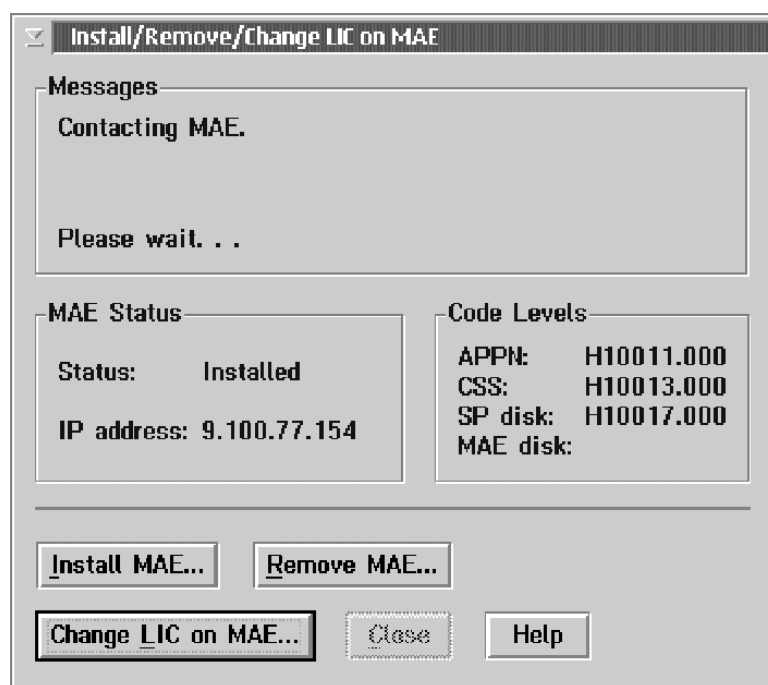 Install/Remove/Change LIC on MAE
Messages
Contacting MAE.
Please wait. . .
MAE Status
Status: Installed
IP address: 9.100.77.154
Code Levels
APPN: H10011.000
CSS: H10013.000
SP disk: H10017.000
MAE disk:
Install MAE... Remove MAE...
Change LIC on MAE... Close Help